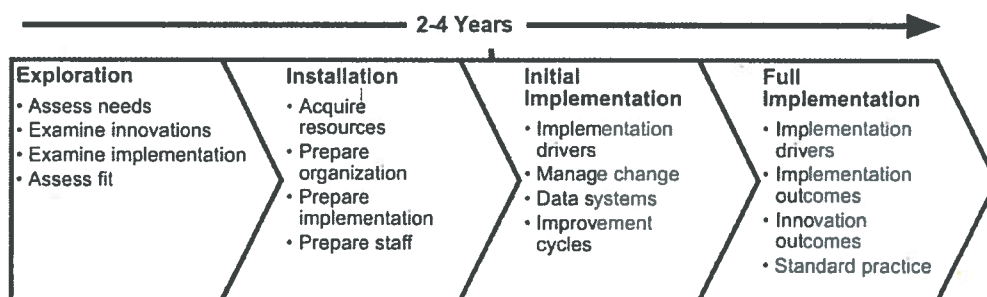 2-4 Years
Exploration
• Assess needs
• Examine innovations
• Examine implementation
• Assess fit
Installation
• Acquire
resources
• Prepare
organization
• Prepare
implementation
• Prepare staff
Initial
Implementation
• Implementation
drivers
• Manage change
• Data systems
• Improvement
cycles
Full
Implementation
• Implementation
drivers
• Implementation
outcomes
• Innovation
outcomes
• Standard practice